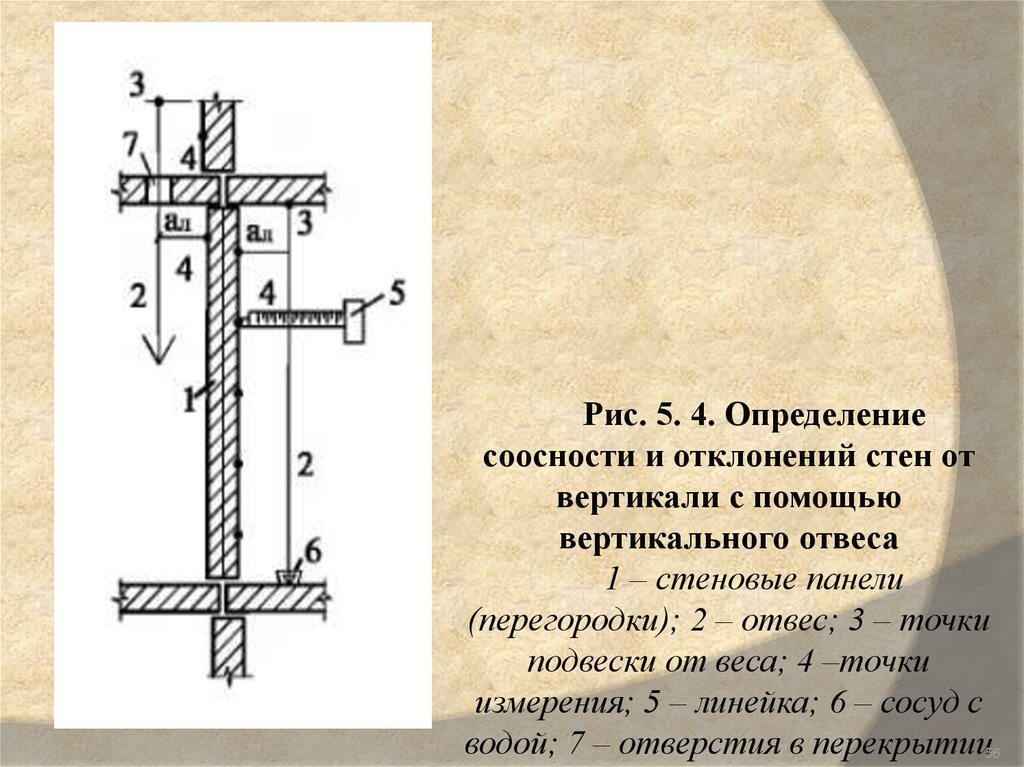 3
7
4
ал
ал
3
4
2
4
5
1
2
6
Рис. 5. 4. Определение
соосности и отклонений стен от
вертикали с помощью
вертикального отвеса
1 – стеновые панели
(перегородки); 2 – отвес; 3 – точки
подвески от веса; 4 –точки
измерения; 5 – линейка; 6 – сосуд с
водой; 7 – отверстия в перекрытии
56